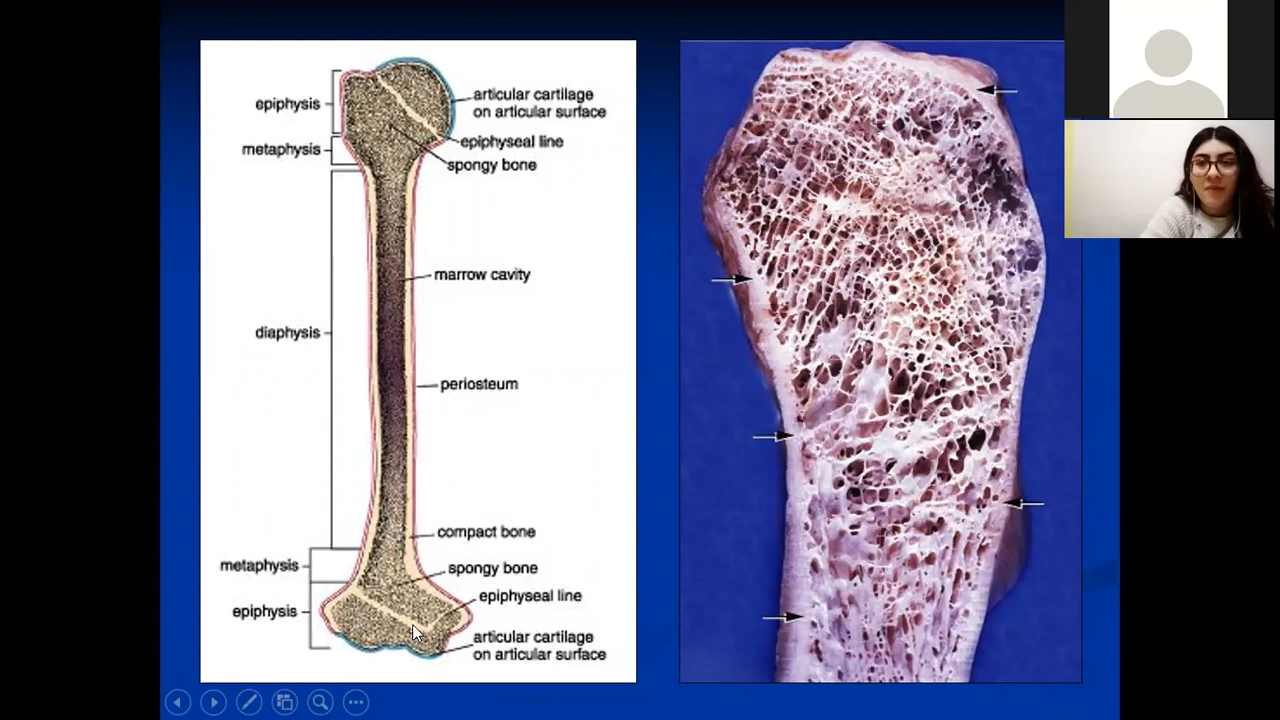 epiphysis
articular cartilage
on articular surface
epiphyseal line
metaphysis
spongy bone
marrow cavity
diaphysis
periosteum
compact bone
metaphysis
spongy bone
epiphyseal line
epiphysis
articular cartilage
on articular surface